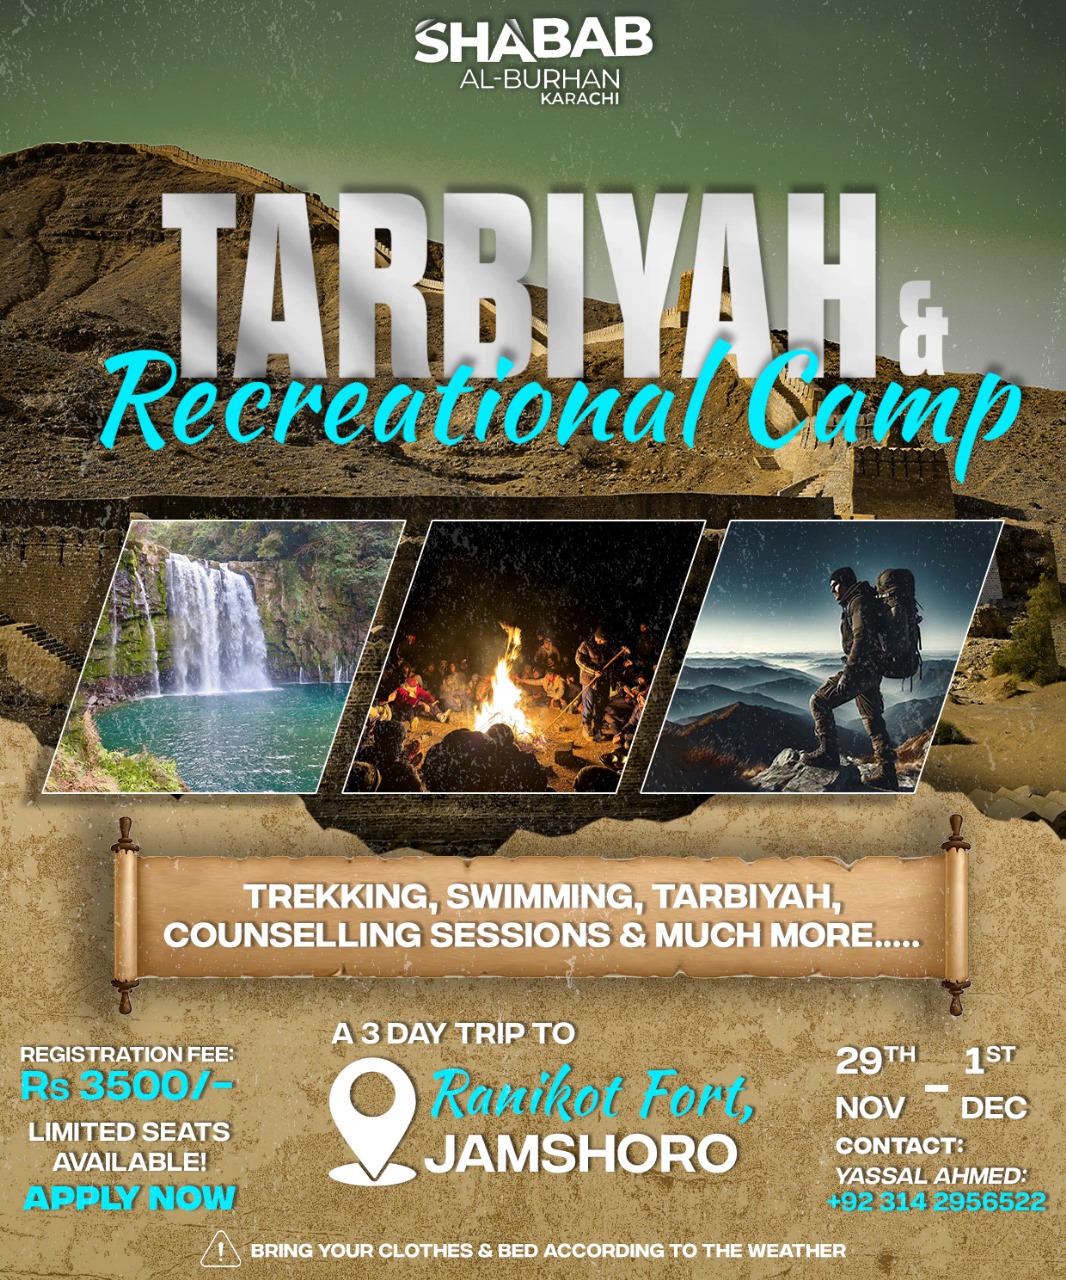 SHABAB
AL-BURHAN
KARACHI
TARBIYAH &
Recreational Camp
TREKKING, SWIMMING, TARBIYAH,
COUNSELLING SESSIONS & MUCH MORE.....
REGISTRATION FEE:
Rs 3500/-
LIMITED SEATS
AVAILABLE!
APPLY NOW
A 3 DAY TRIP TO
Ranikot Fort,
JAMSHORO
29TH – 1ST
NOV DEC
CONTACT:
YASSAL AHMED:
+92 314 2956522
BRING YOUR CLOTHES & BED ACCORDING TO THE WEATHER